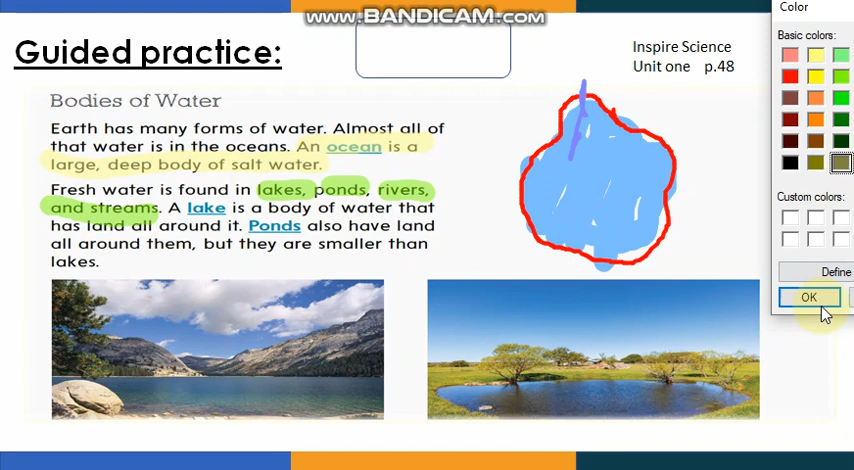 www.BANDICAM.com
Color
Guided practice:
Inspire Science
Unit one p.48
Basic colors:
Bodies of Water
Earth has many forms of water. Almost all of
that water is in the oceans. An ocean is a
large, deep body of salt water.
Fresh water is found in lakes, ponds, rivers,
and streams. A lake is a body of water that
has land all around it. Ponds also have land
all around them, but they are smaller than
lakes.
Custom colors:
Define
OK